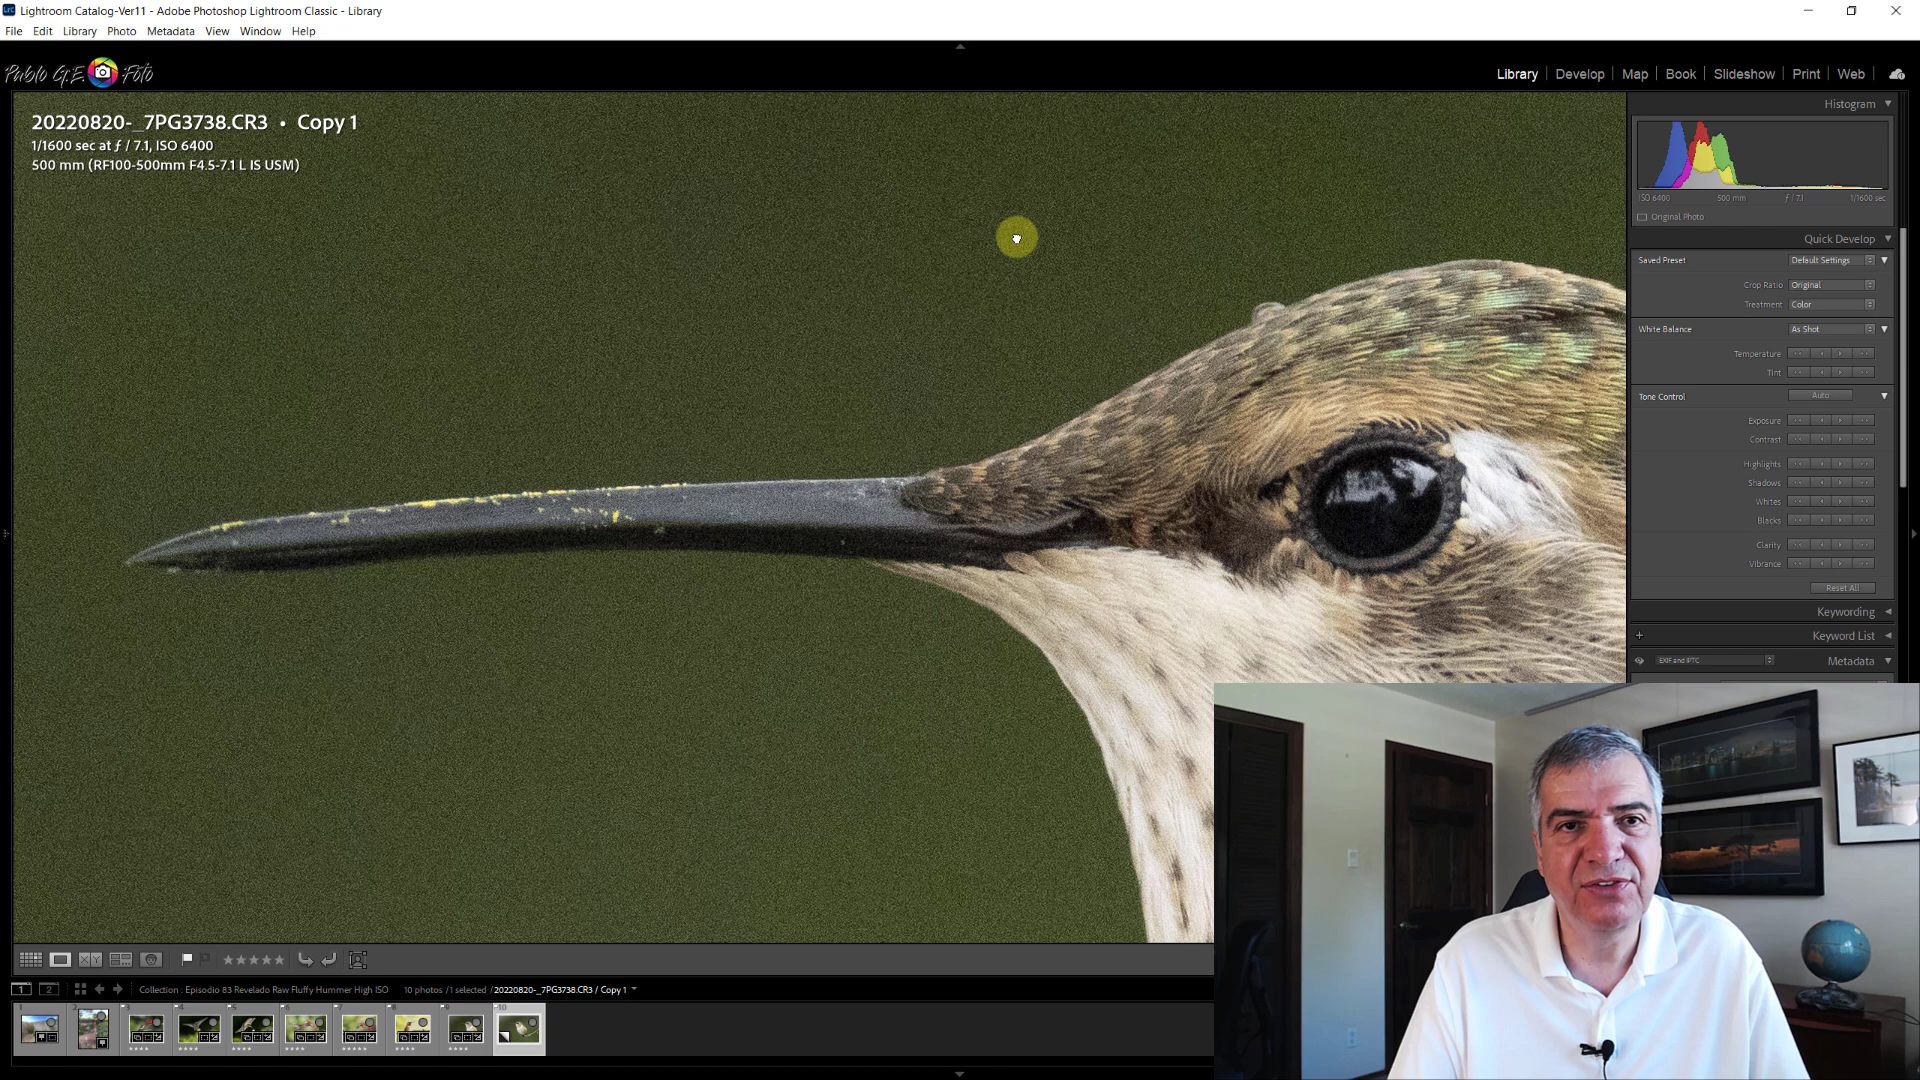 Lightroom Catalog-Ver11 - Adobe Photoshop Lightroom Classic - Library
File Edit Library Photo Metadata View Window Help
Pablo G.E. Foto
Library Develop Map Book Slideshow Print Web
20220820-_7PG3738.CR3 • Copy 1
1/1600 sec at ƒ / 7.1, ISO 6400
500 mm (RF100-500mm F4.5-7.1 L IS USM)
Histogram
ISO 6400 500 mm ƒ / 7.1 1/1600 sec
Original Photo
Quick Develop
Saved Preset Default Settings
Crop Ratio Original
Treatment Color
White Balance As Shot
Temperature
Tint
Tone Control Auto
Exposure
Contrast
Highlights
Shadows
Whites
Blacks
Clarity
Vibrance
Reset All
Keywording
Keyword List
EXIF and IPTC Metadata
1 2 Collection : Episodio 83 Revelado Raw Fluffy Hummer High ISO 10 photos / 1 selected / 20220820-_7PG3738.CR3 / Copy 1